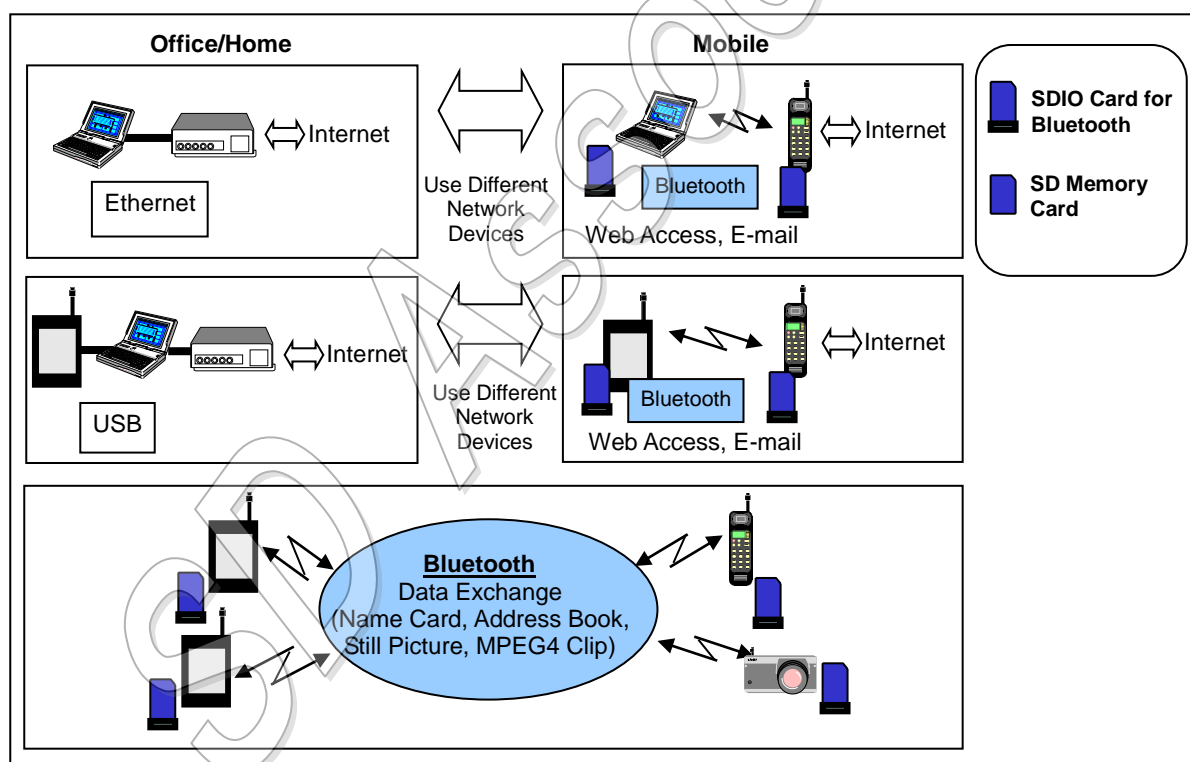 Office/Home
Mobile
Internet
Ethernet
Use Different
Network
Devices
Bluetooth
Internet
Web Access, E-mail
SDIO Card for
Bluetooth
SD Memory
Card
Internet
USB
Use Different
Network
Devices
Bluetooth
Internet
Web Access, E-mail
Bluetooth
Data Exchange
(Name Card, Address Book,
Still Picture, MPEG4 Clip)